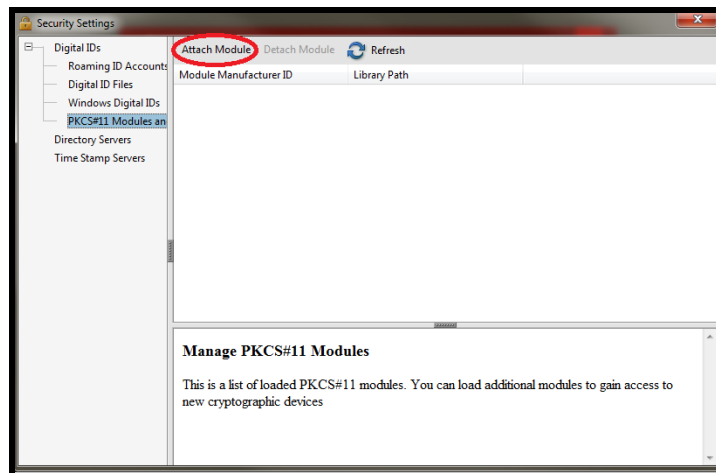 Security Settings
Digital IDs
Roaming ID Accounts
Digital ID Files
Windows Digital IDs
PKCS#11 Modules an
Directory Servers
Time Stamp Servers
Attach Module Detach Module Refresh
Module Manufacturer ID Library Path
Manage PKCS#11 Modules
This is a list of loaded PKCS#11 modules. You can load additional modules to gain access to
new cryptographic devices